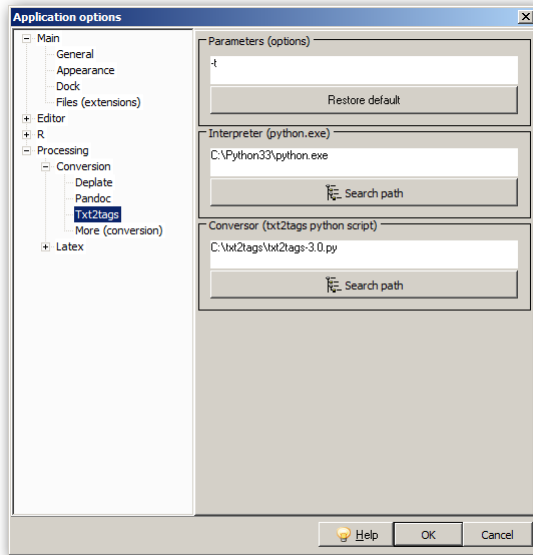 Application options
Main
General
Appearance
Dock
Files (extensions)
Editor
R
Processing
Conversion
Deplate
Pandoc
Txt2tags
More (conversion)
Latex
Parameters (options)
-t
Restore default
Interpreter (python.exe)
C:\Python33\python.exe
Search path
Conversor (txt2tags python script)
C:\txt2tags\txt2tags-3.0.py
Search path
Help
OK
Cancel